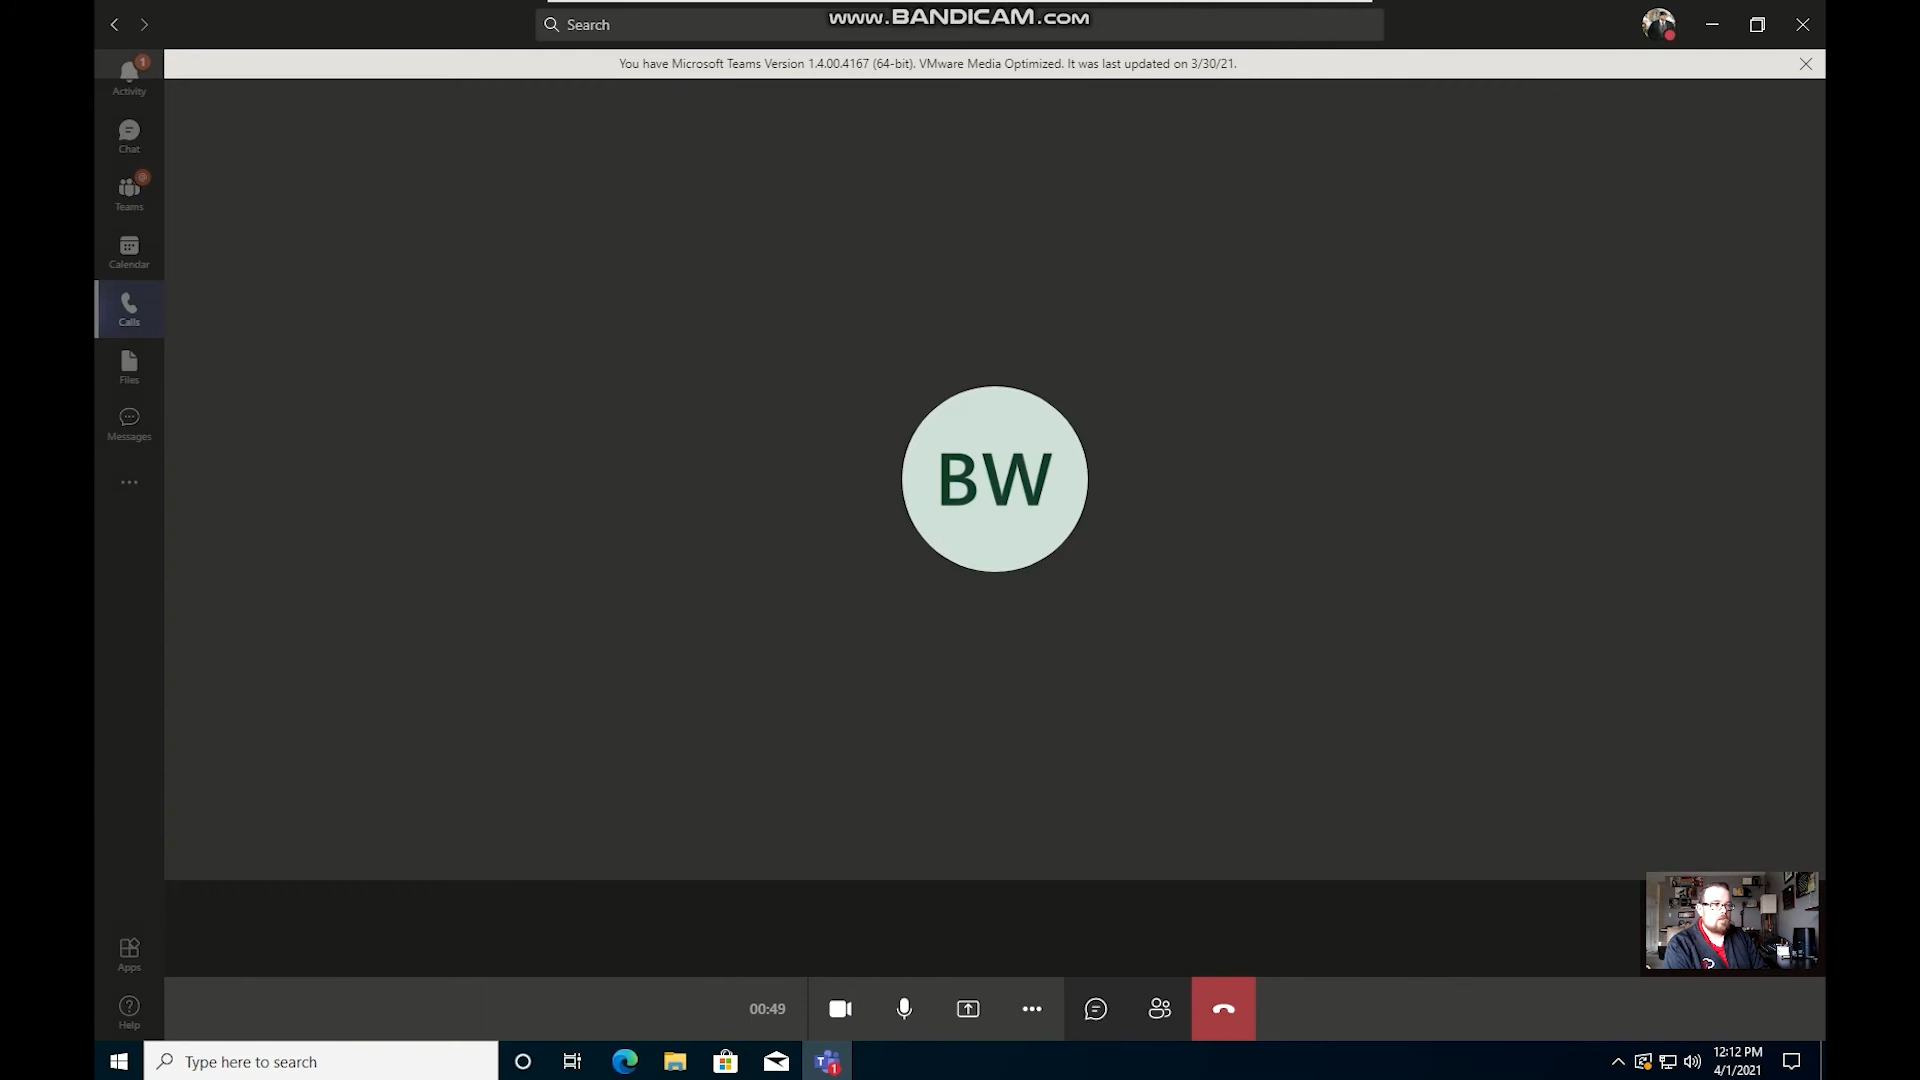 www.BANDICAM.com
Search
You have Microsoft Teams Version 1.4.00.4167 (64-bit). VMware Media Optimized. It was last updated on 3/30/21.
1
Activity
Chat
@
Teams
Calendar
Calls
Files
Messages
BW
Apps
Help
00:49
Type here to search
T
1
12:12 PM
4/1/2021